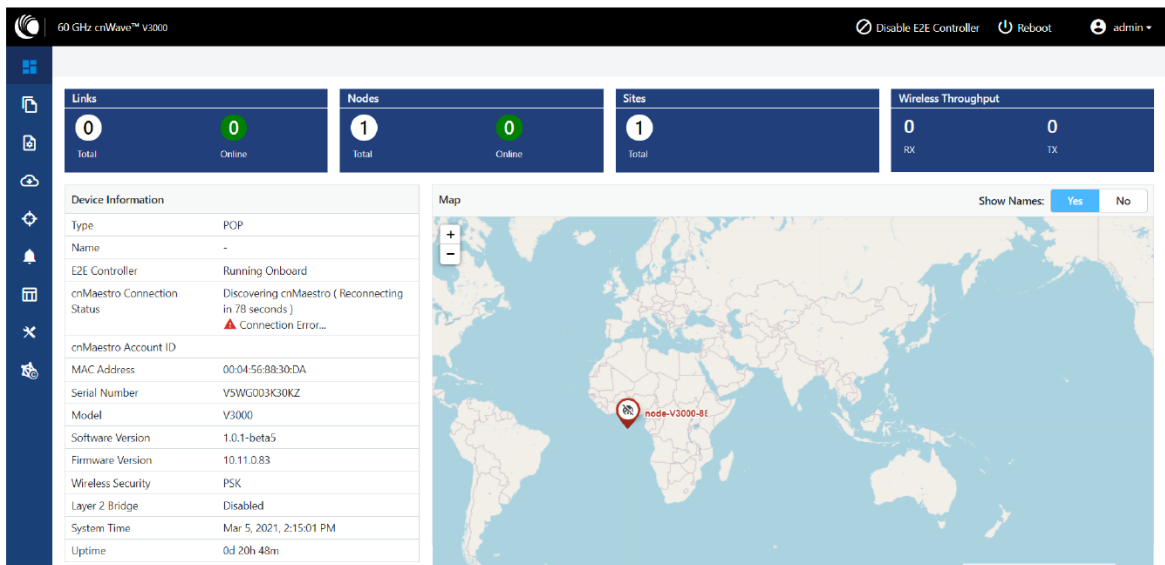 60 GHz cnWave™ V3000
Disable E2E Controller
Reboot
admin
Links
0
0
Total
Online
Nodes
1
0
Total
Online
Sites
1
Total
Wireless Throughput
0
0
RX
TX
Device Information
Type POP
Name -
E2E Controller Running Onboard
cnMaestro Connection Status
Discovering cnMaestro ( Reconnecting in 78 seconds )
Connection Error...
cnMaestro Account ID
MAC Address 00:04:56:88:30:DA
Serial Number V5WG003K30KZ
Model V3000
Software Version 1.0.1-beta5
Firmware Version 10.11.0.83
Wireless Security PSK
Layer 2 Bridge Disabled
System Time Mar 5, 2021, 2:15:01 PM
Uptime 0d 20h 48m
Map
Show Names: Yes No
+
−
node-V3000-8E